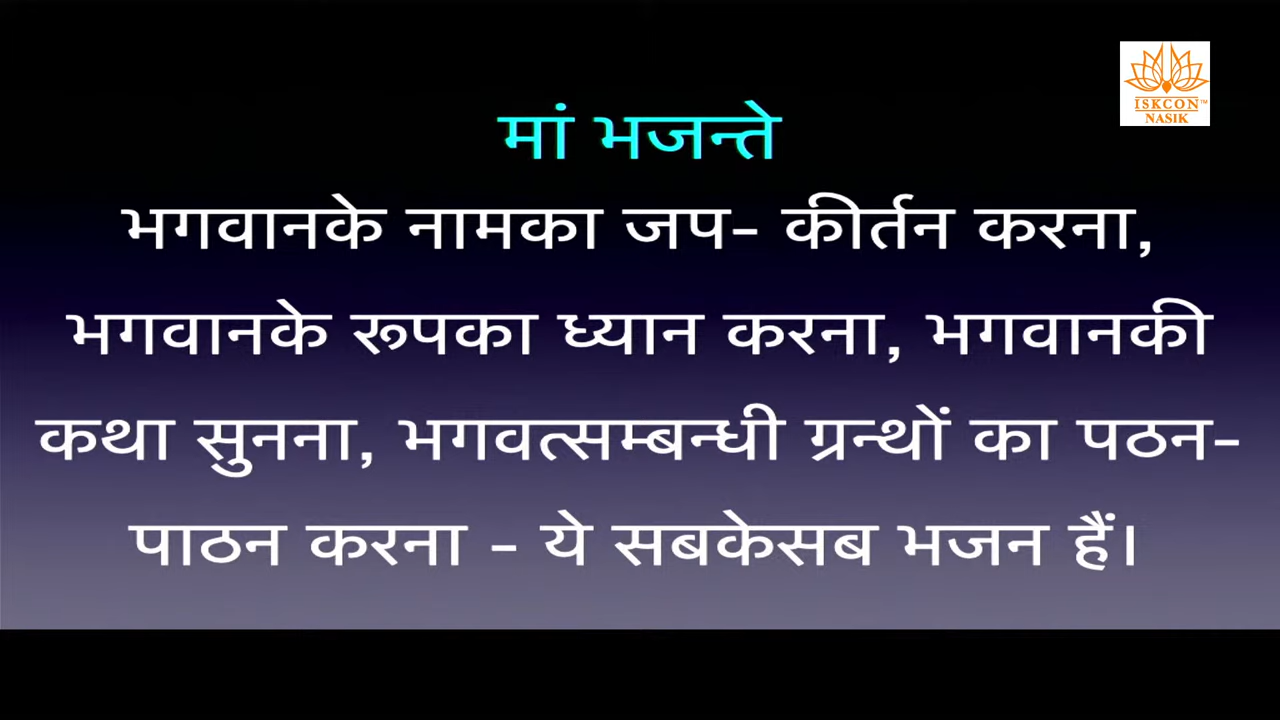 ISKCON™
NASIK
मां भजन्ते
भगवानके नामका जप- कीर्तन करना,
भगवानके रूपका ध्यान करना, भगवानकी
कथा सुनना, भगवत्सम्बन्धी ग्रन्थों का पठन-
पाठन करना - ये सबकेसब भजन हैं।